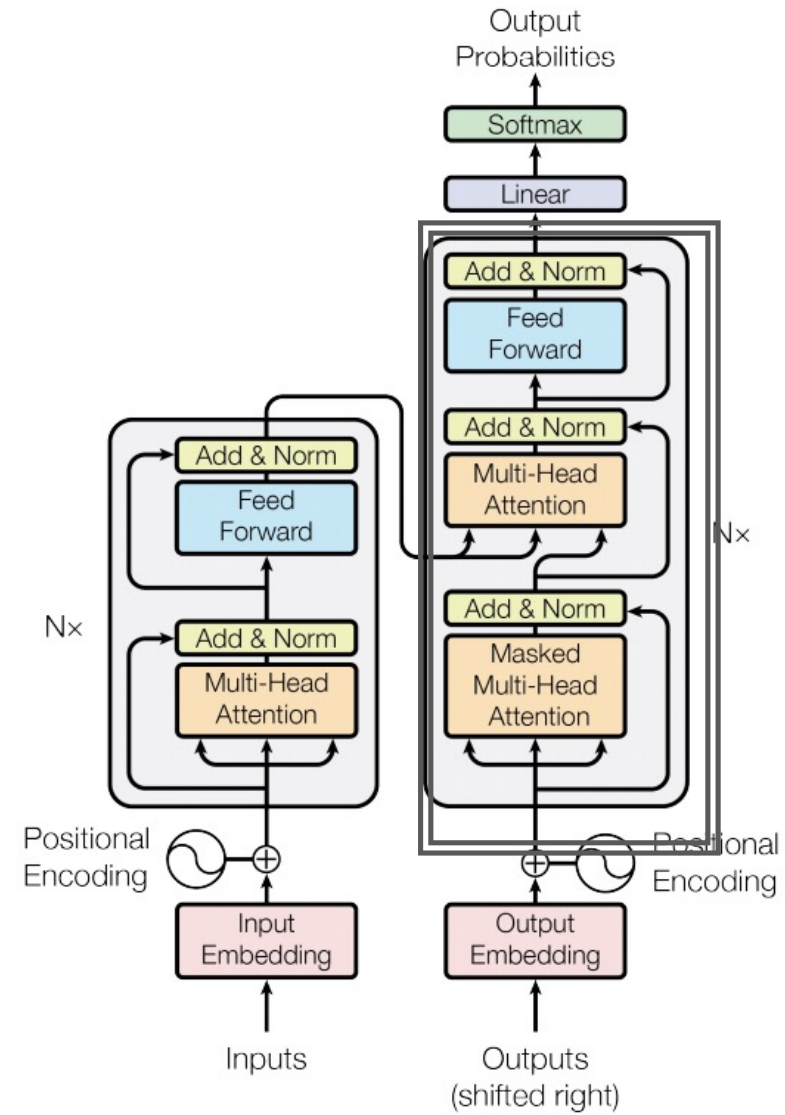 Output
Probabilities
Softmax
Linear
Add & Norm
Feed
Forward
Add & Norm
Multi-Head
Attention
Add & Norm
Masked
Multi-Head
Attention
N×
Add & Norm
Feed
Forward
Add & Norm
Multi-Head
Attention
N×
Positional
Encoding
Positional
Encoding
Input
Embedding
Output
Embedding
Inputs
Outputs
(shifted right)